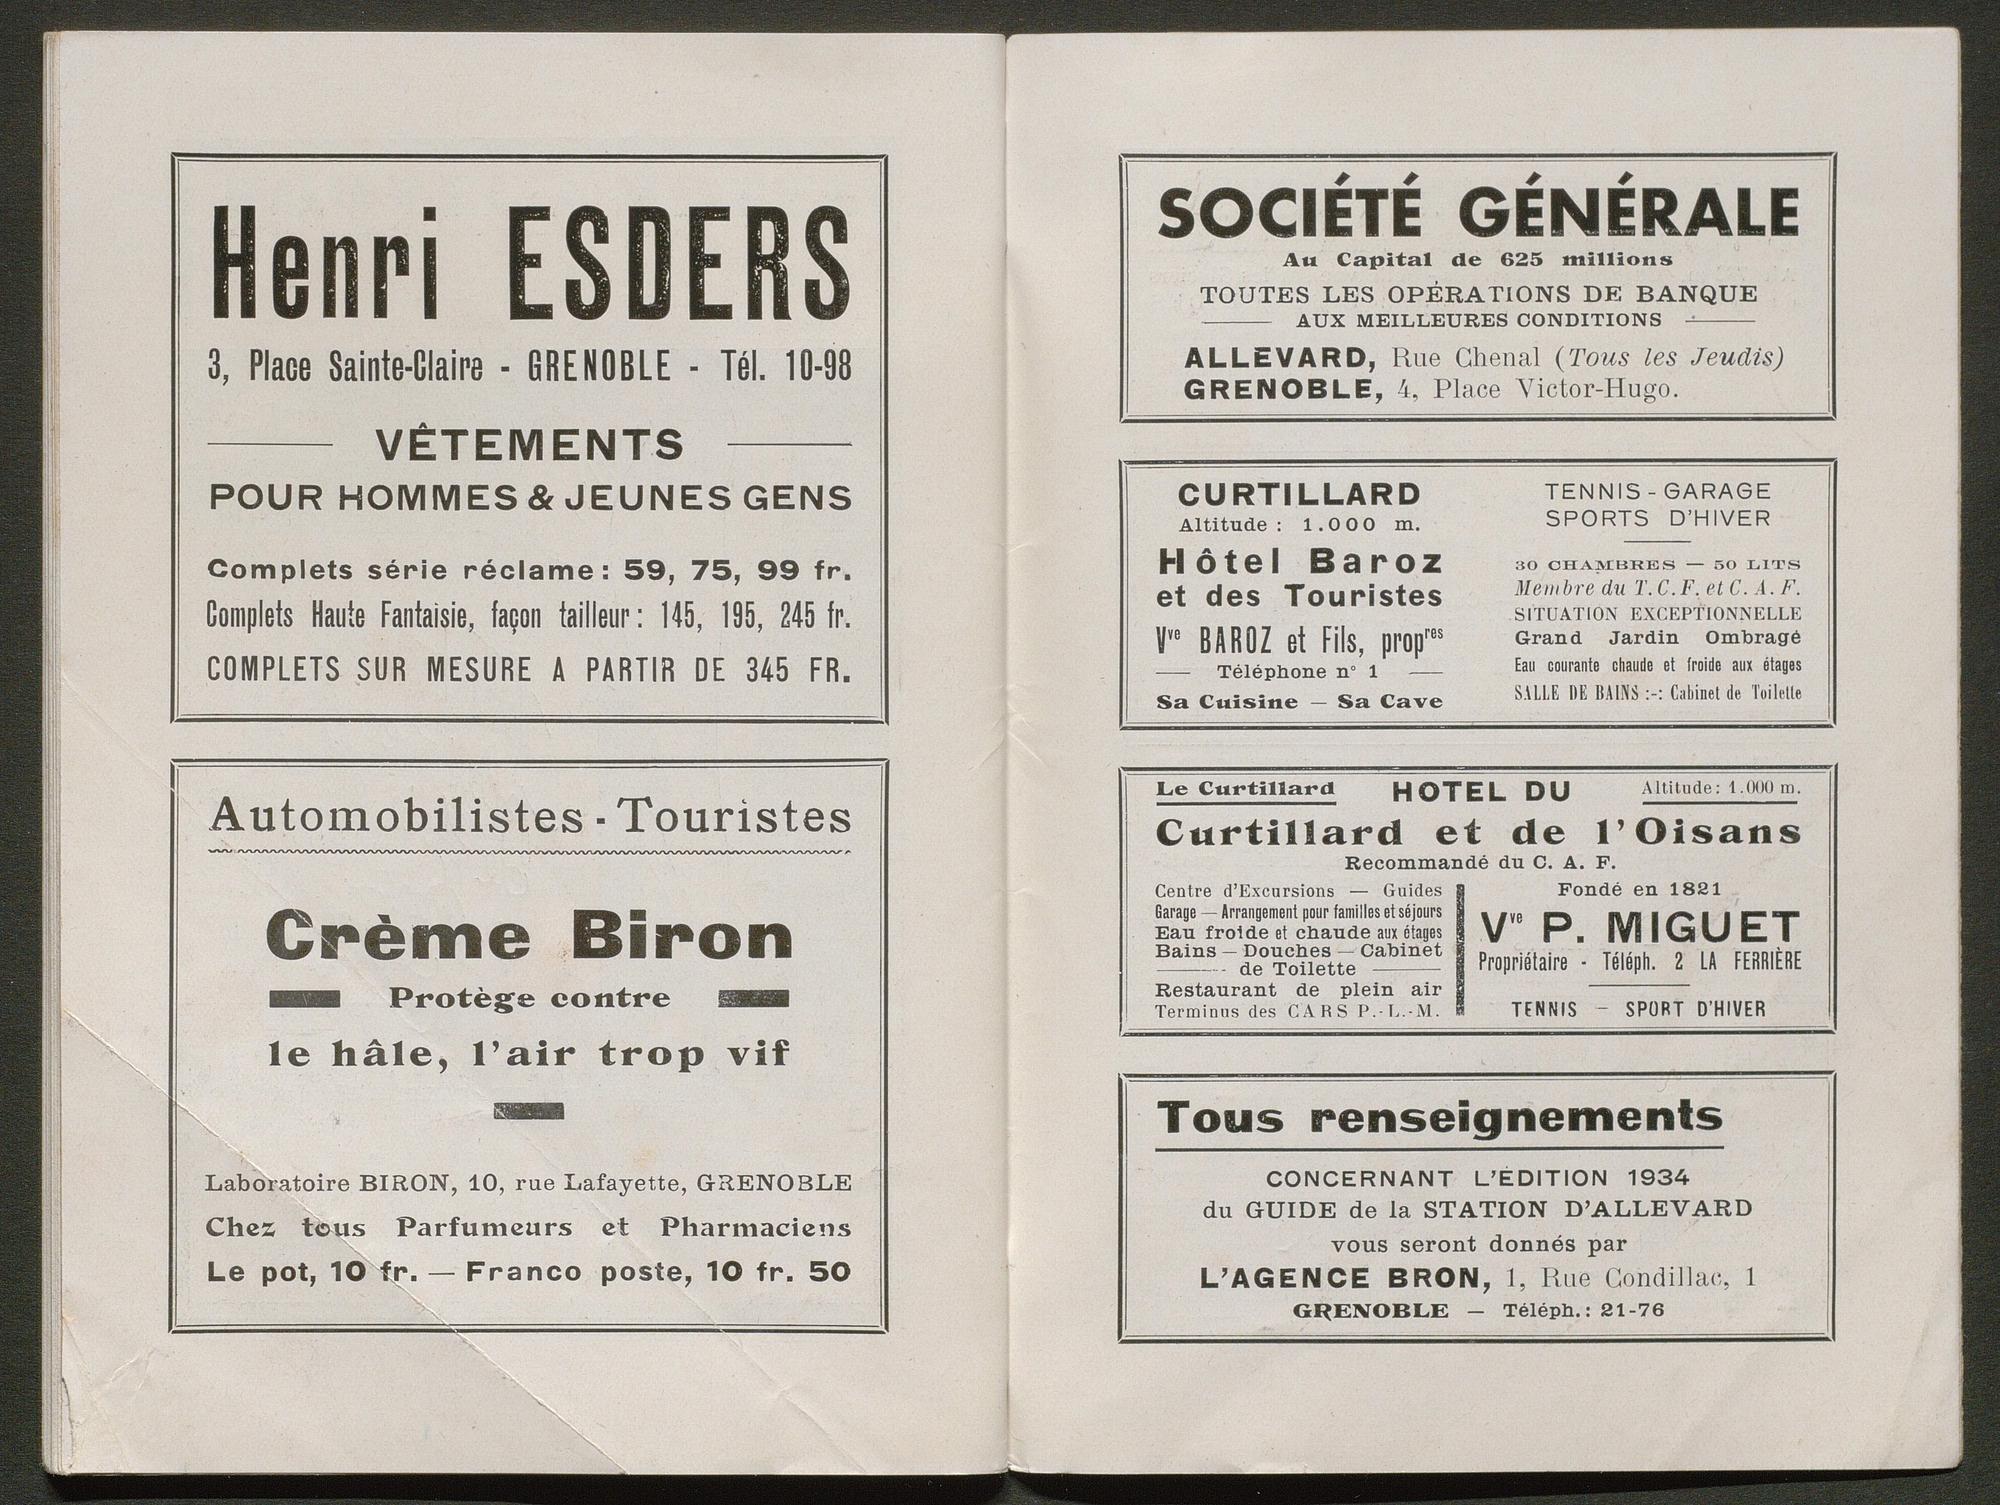 Henri ESDERS
3, Place Sainte-Claire - GRENOBLE - Tél. 10-98
VÊTEMENTS
POUR HOMMES & JEUNES GENS
Complets série réclame: 59, 75, 99 fr.
Complets Haute Fantaisie, façon tailleur: 145, 195, 245 fr.
COMPLETS SUR MESURE A PARTIR DE 345 FR.
Automobilistes - Touristes
Crème Biron
Protège contre
le hâle, l'air trop vif
Laboratoire BIRON, 10, rue Lafayette, GRENOBLE
Chez tous Parfumeurs et Pharmaciens
Le pot, 10 fr. — Franco poste, 10 fr. 50
SOCIÉTÉ GÉNÉRALE
Au Capital de 625 millions
TOUTES LES OPÉRATIONS DE BANQUE
AUX MEILLEURES CONDITIONS
ALLEVARD, Rue Chenal (Tous les Jeudis)
GRENOBLE, 4, Place Victor-Hugo.
CURTILLARD
Altitude : 1.000 m.
Hôtel Baroz
et des Touristes
Vve BAROZ et Fils, propres
Téléphone n° 1
Sa Cuisine — Sa Cave
TENNIS - GARAGE
SPORTS D'HIVER
30 CHAMBRES — 50 LITS
Membre du T.C.F. et C.A.F.
SITUATION EXCEPTIONNELLE
Grand Jardin Ombragé
Eau courante chaude et froide aux étages
SALLE DE BAINS :-: Cabinet de Toilette
Le Curtillard HOTEL DU Altitude: 1.000 m.
Curtillard et de l'Oisans
Recommandé du C. A. F.
Centre d'Excursions — Guides
Garage — Arrangement pour familles et séjours
Eau froide et chaude aux étages
Bains — Douches — Cabinet
de Toilette
Restaurant de plein air
Terminus des CARS P.-L.-M.
Fondé en 1821
Vve P. MIGUET
Propriétaire - Téléph. 2 LA FERRIÈRE
TENNIS — SPORT D'HIVER
Tous renseignements
CONCERNANT L'ÉDITION 1934
du GUIDE de la STATION D'ALLEVARD
vous seront donnés par
L'AGENCE BRON, 1, Rue Condillac, 1
GRENOBLE — Téléph.: 21-76